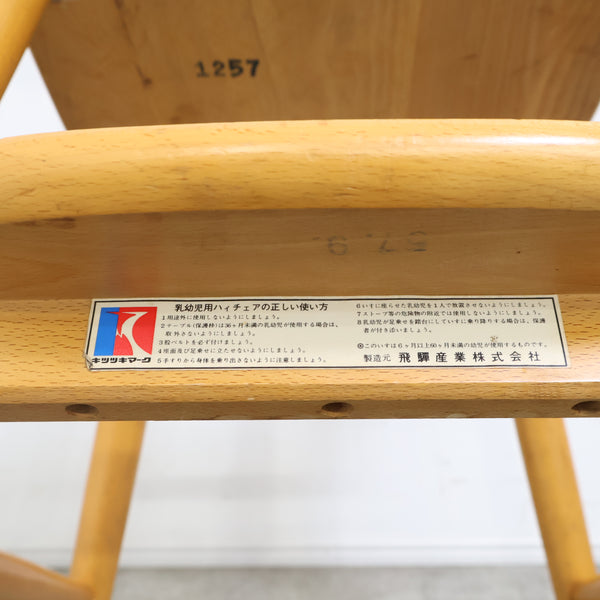 1257
57.9
乳幼児用ハイチェアの正しい使い方
1用途外に使用しないようにしましょう。
2テーブル(保護枠)は36ヶ月未満の乳幼児が使用する場合は、
取外さないようにしましょう。
3股ベルトを必ず付けましょう。
4座面及び足乗せに立たせないようにしましょう。
5手すりから身体を乗り出さないように注意しましょう。
6いすに座らせた乳幼児を1人で放置させないようにしましょう。
7ストーブ等の危険物の附近では使用しないようにしましょう。
8乳幼児が足乗せを踏台にしていすに乗り降りする場合は、保護
者が付き添いましょう。
◎このいすは6ヶ月以上60ヶ月未満の幼児が使用するものです。
製造元 飛驒産業株式会社
キツツキマーク